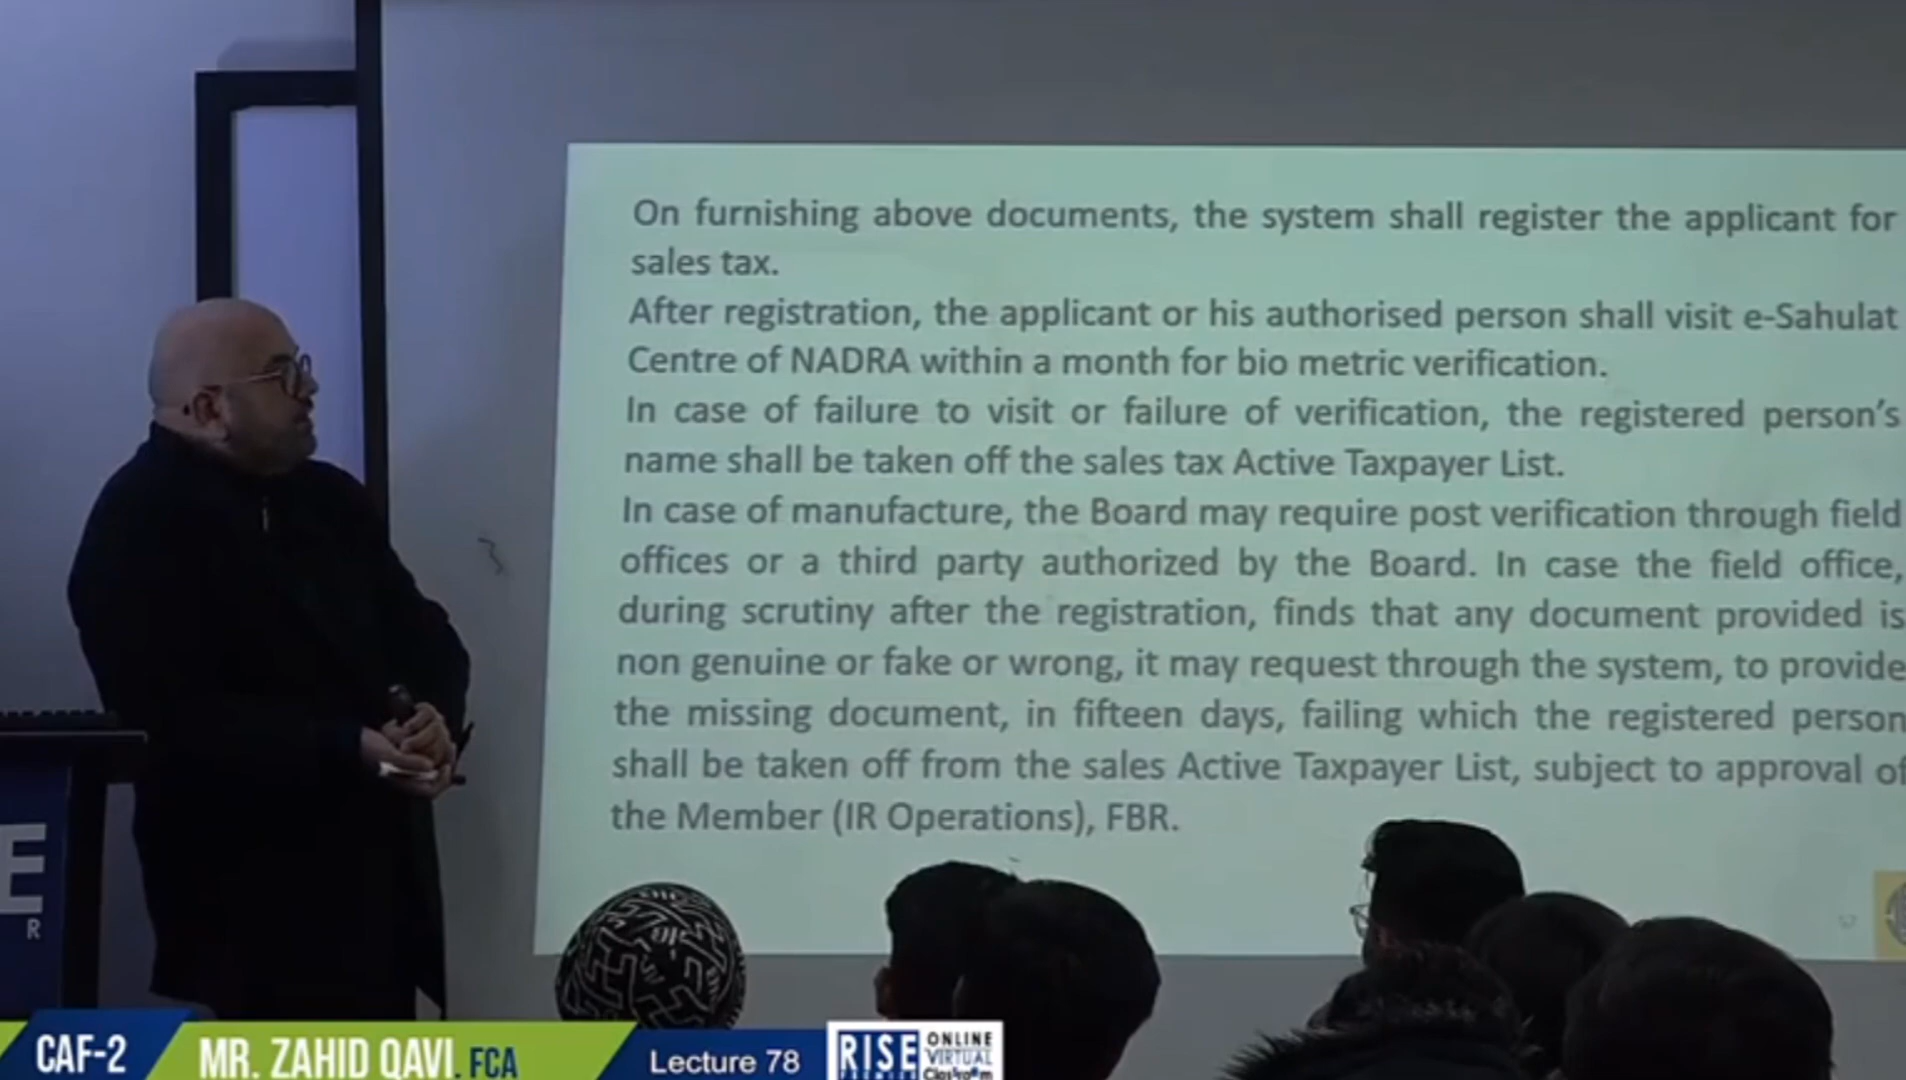 On furnishing above documents, the system shall register the applicant for
sales tax.
After registration, the applicant or his authorised person shall visit e-Sahulat
Centre of NADRA within a month for bio metric verification.
In case of failure to visit or failure of verification, the registered person's
name shall be taken off the sales tax Active Taxpayer List.
In case of manufacture, the Board may require post verification through field
offices or a third party authorized by the Board. In case the field office,
during scrutiny after the registration, finds that any document provided is
non genuine or fake or wrong, it may request through the system, to provide
the missing document, in fifteen days, failing which the registered person
shall be taken off from the sales Active Taxpayer List, subject to approval of
the Member (IR Operations), FBR.
E
R
CAF-2
MR. ZAHID QAVI. FCA
Lecture 78
RISE
ONLINE
VIRTUAL